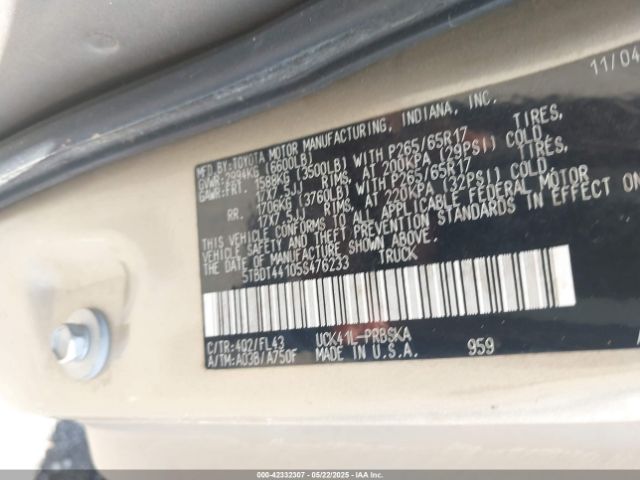 11/04
MFD.BY:TOYOTA MOTOR MANUFACTURING, INDIANA, INC.
GVWR:2994KG (6600LB)
GAWR:FRT. 1588KG (3500LB) WITH P265/65R17 TIRES,
17X7.5JJ RIMS, AT 200KPA (29PSI) COLD.
RR. 1706KG (3760LB) WITH P265/65R17 TIRES,
17X7.5JJ RIMS, AT 220KPA (32PSI) COLD.
THIS VEHICLE CONFORMS TO ALL APPLICABLE FEDERAL MOTOR
VEHICLE SAFETY AND THEFT PREVENTION STANDARDS IN EFFECT ON
THE DATE OF MANUFACTURE SHOWN ABOVE.
5TBDT44105S476233 TRUCK
C/TR:402/FL43 UCK41L-PRBSKA
A/TM:A03B/A750F MADE IN U.S.A. 959
000-42332307 - 05/22/2025 - COPART